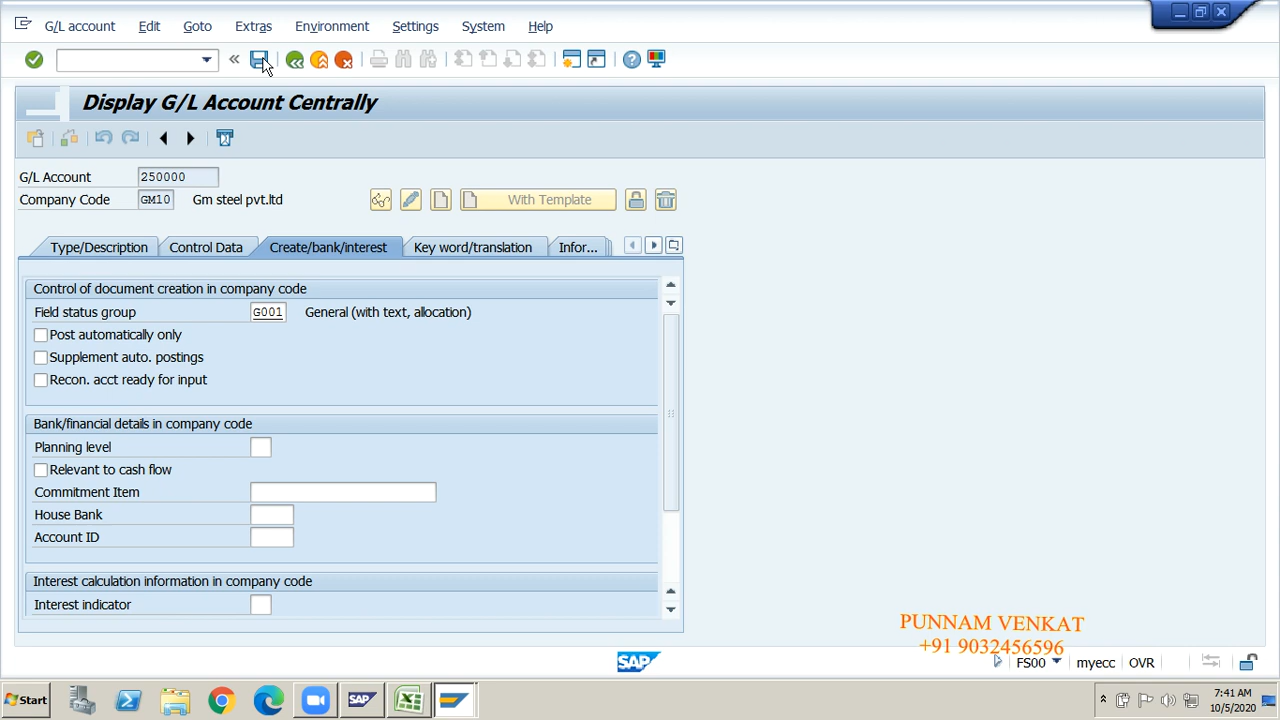 G/L account Edit Goto Extras Environment Settings System Help
Display G/L Account Centrally
G/L Account 250000
Company Code GM10 Gm steel pvt.ltd With Template
Type/Description Control Data Create/bank/interest Key word/translation Infor...
Control of document creation in company code
Field status group G001 General (with text, allocation)
Post automatically only
Supplement auto. postings
Recon. acct ready for input
Bank/financial details in company code
Planning level
Relevant to cash flow
Commitment Item
House Bank
Account ID
Interest calculation information in company code
Interest indicator
PUNNAM VENKAT
+91 9032456596
SAP FS00 myecc OVR
Start SAP 7:41 AM
10/5/2020